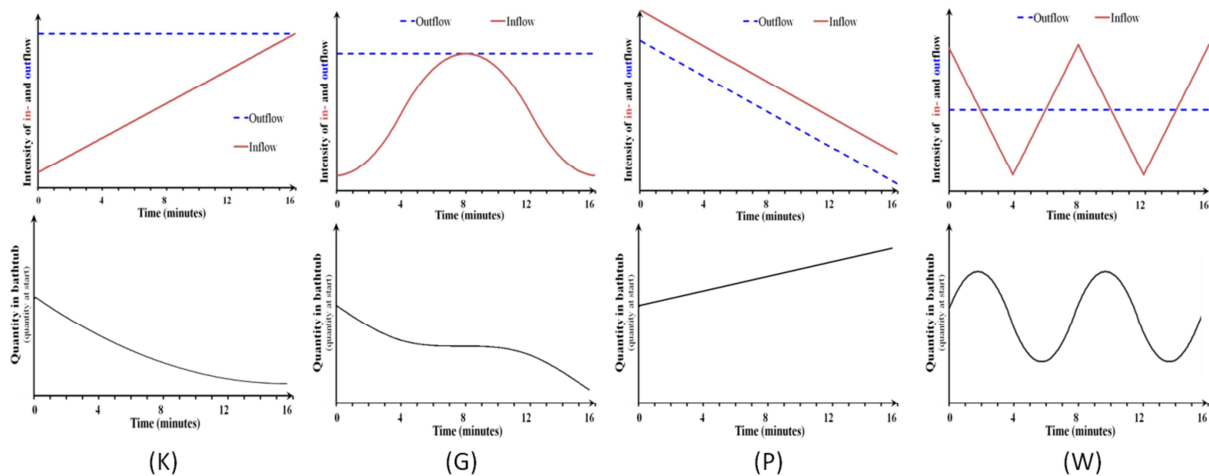 Intensity of in- and outflow
Outflow
Inflow
0 4 8 12 16
Time (minutes)
Intensity of in- and outflow
Outflow Inflow
0 4 8 12 16
Time (minutes)
Intensity of in- and outflow
Outflow Inflow
0 4 8 12 16
Time (minutes)
Intensity of in- and outflow
Outflow Inflow
0 4 8 12 16
Time (minutes)
Quantity in bathtub
(quantity at start)
0 4 8 12 16
Time (minutes)
Quantity in bathtub
(quantity at start)
0 4 8 12 16
Time (minutes)
Quantity in bathtub
(quantity at start)
0 4 8 12 16
Time (minutes)
Quantity in bathtub
(quantity at start)
0 4 8 12 16
Time (minutes)
(K) (G) (P) (W)